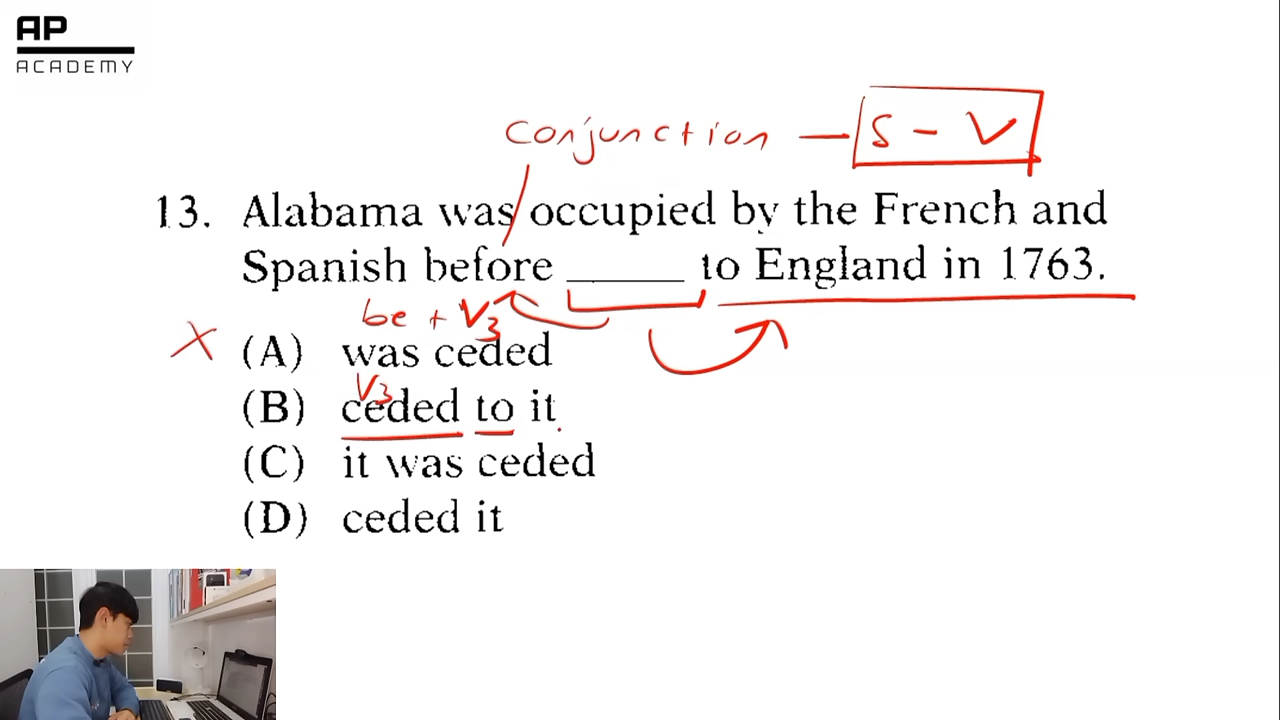 AP
ACADEMY
Conjunction — S - V
13. Alabama was occupied by the French and
Spanish before ______ to England in 1763.
be + V3
X (A) was ceded
V3
(B) ceded to it
(C) it was ceded
(D) ceded it